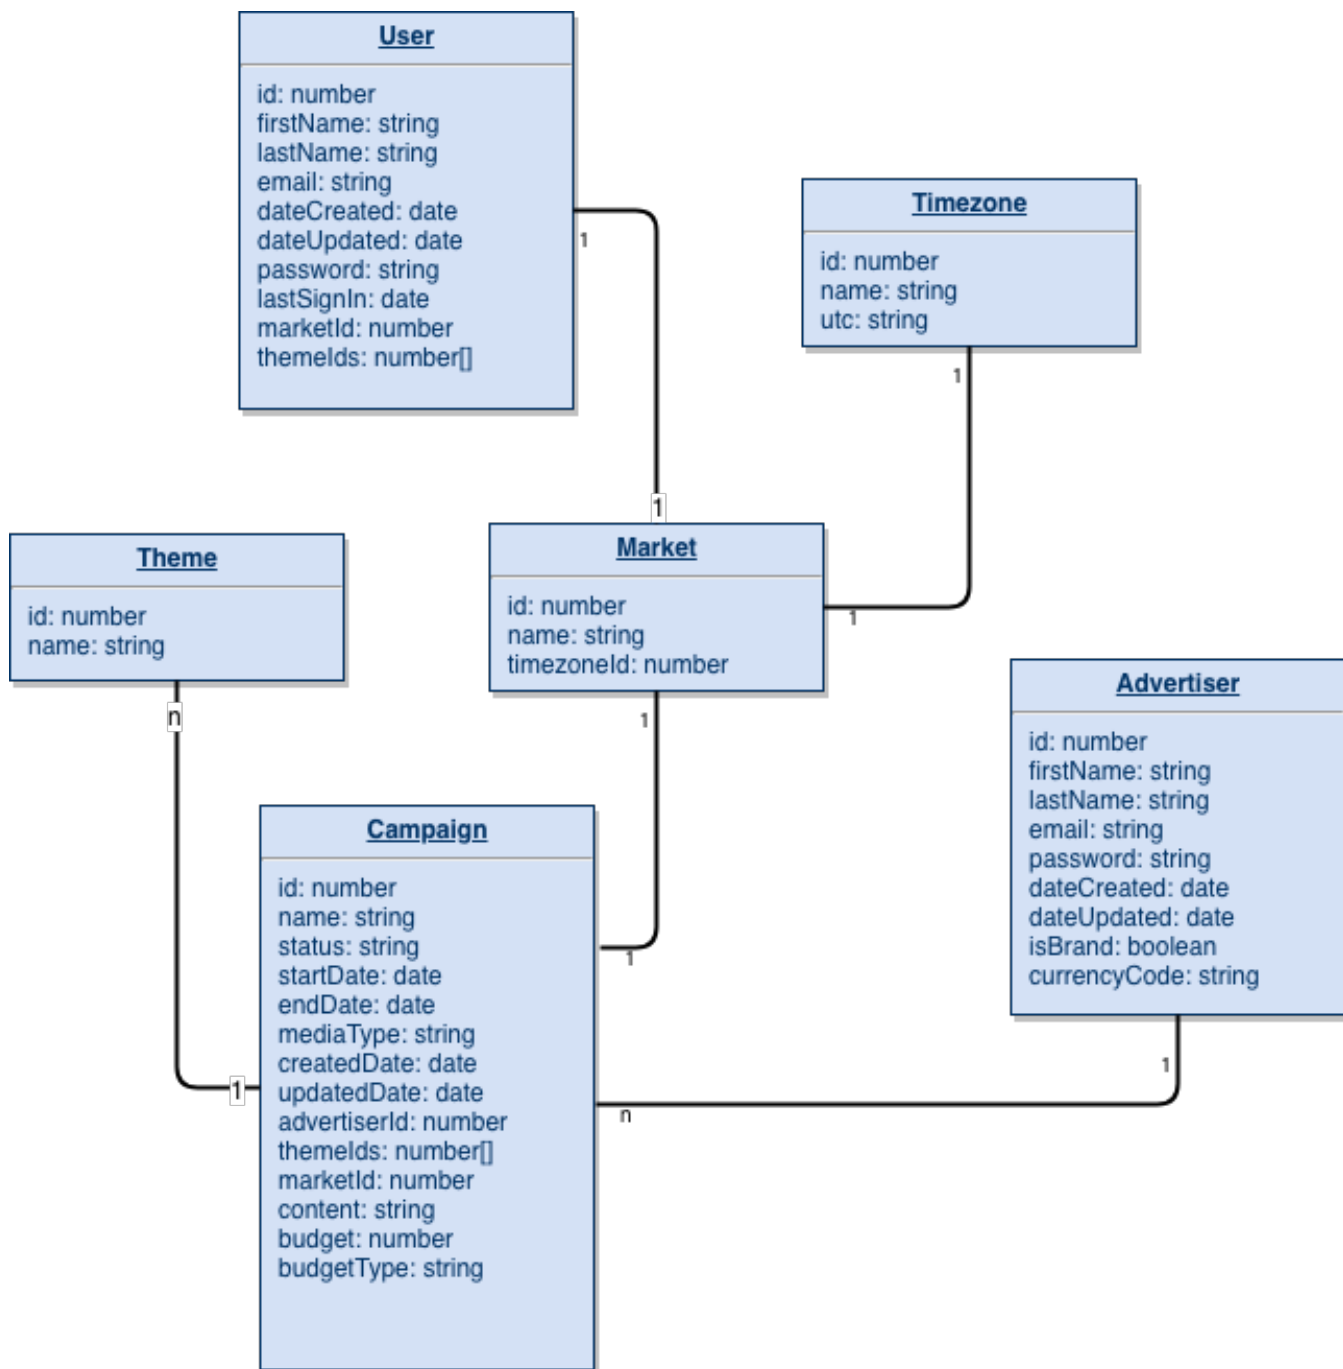 User
id: number
firstName: string
lastName: string
email: string
dateCreated: date
dateUpdated: date
password: string
lastSignIn: date
marketId: number
themeIds: number[]
1
1
Timezone
id: number
name: string
utc: string
1
1
Market
id: number
name: string
timezoneId: number
1
1
Theme
id: number
name: string
n
1
Campaign
id: number
name: string
status: string
startDate: date
endDate: date
mediaType: string
createdDate: date
updatedDate: date
advertiserId: number
themeIds: number[]
marketId: number
content: string
budget: number
budgetType: string
n
1
Advertiser
id: number
firstName: string
lastName: string
email: string
password: string
dateCreated: date
dateUpdated: date
isBrand: boolean
currencyCode: string